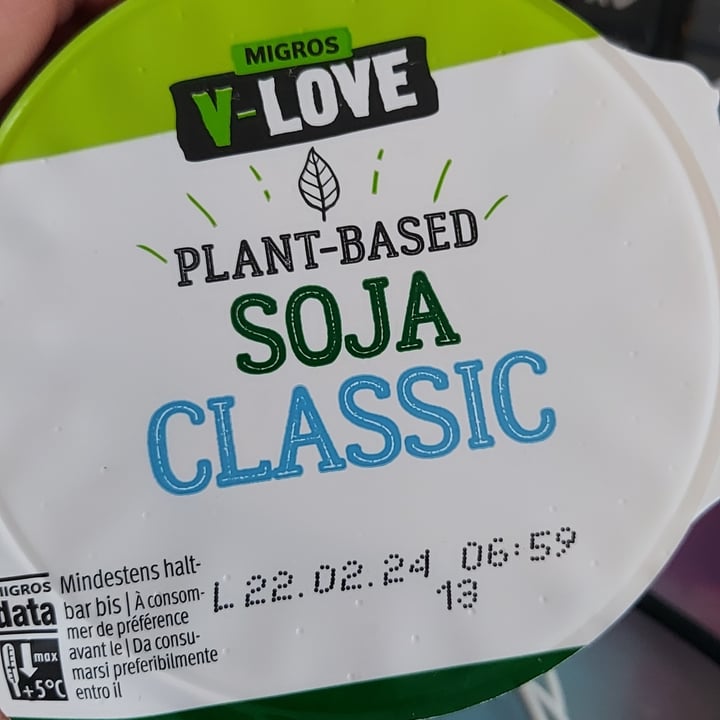 MIGROS
V-LOVE
PLANT-BASED
SOJA
CLASSIC
L 22.02.24 06:59
13
MIGROS
data
max
+5°C
Mindestens halt-
bar bis | À consom-
mer de préférence
avant le | Da consu-
marsi preferibilmente
entro il